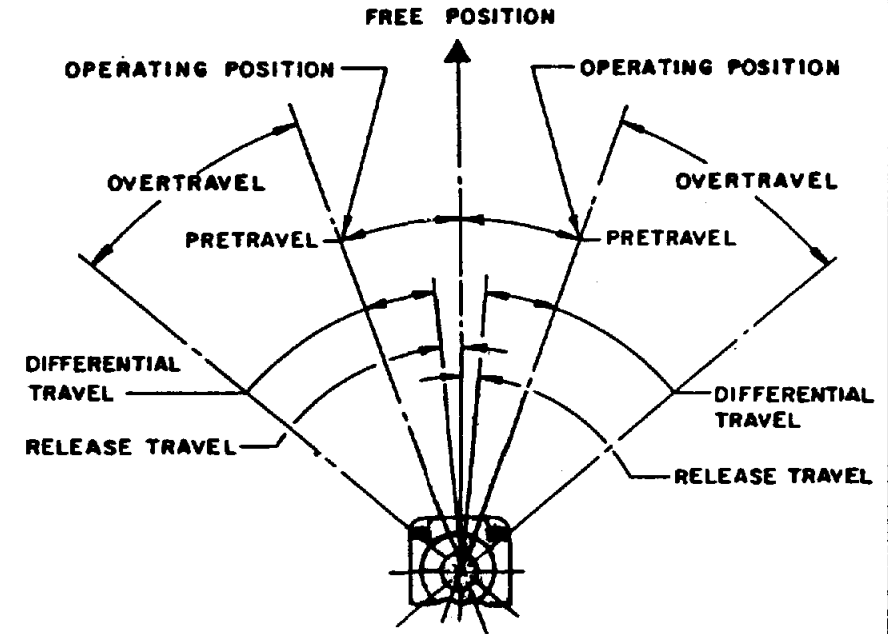 FREE POSITION
OPERATING POSITION
OPERATING POSITION
OVERTRAVEL
OVERTRAVEL
PRETRAVEL
PRETRAVEL
DIFFERENTIAL
TRAVEL
DIFFERENTIAL
TRAVEL
RELEASE TRAVEL
RELEASE TRAVEL